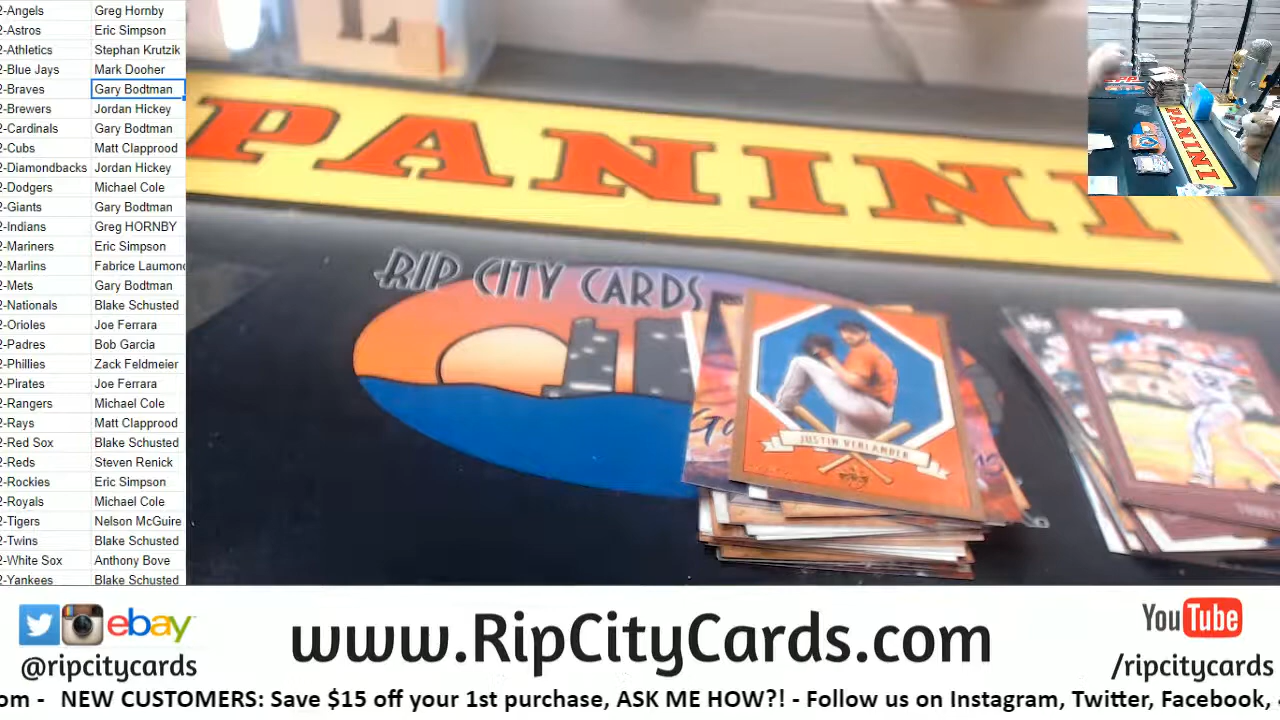 2-Angels Greg Hornby
2-Astros Eric Simpson
2-Athletics Stephan Krutzik
2-Blue Jays Mark Dooher
2-Braves Gary Bodtman
2-Brewers Jordan Hickey
2-Cardinals Gary Bodtman
2-Cubs Matt Clapprood
2-Diamondbacks Jordan Hickey
2-Dodgers Michael Cole
2-Giants Gary Bodtman
2-Indians Greg HORNBY
2-Mariners Eric Simpson
2-Marlins Fabrice Laumond
2-Mets Gary Bodtman
2-Nationals Blake Schusted
2-Orioles Joe Ferrara
2-Padres Bob Garcia
2-Phillies Zack Feldmeier
2-Pirates Joe Ferrara
2-Rangers Michael Cole
2-Rays Matt Clapprood
2-Red Sox Blake Schusted
2-Reds Steven Renick
2-Rockies Eric Simpson
2-Royals Michael Cole
2-Tigers Nelson McGuire
2-Twins Blake Schusted
2-White Sox Anthony Bove
2-Yankees Blake Schusted
PANINI
PANINI
RIP CITY CARDS
JUSTIN VERLANDER
ebay
@ripcitycards
www.RipCityCards.com
YouTube
/ripcitycards
om - NEW CUSTOMERS: Save $15 off your 1st purchase, ASK ME HOW?! - Follow us on Instagram, Twitter, Facebook,